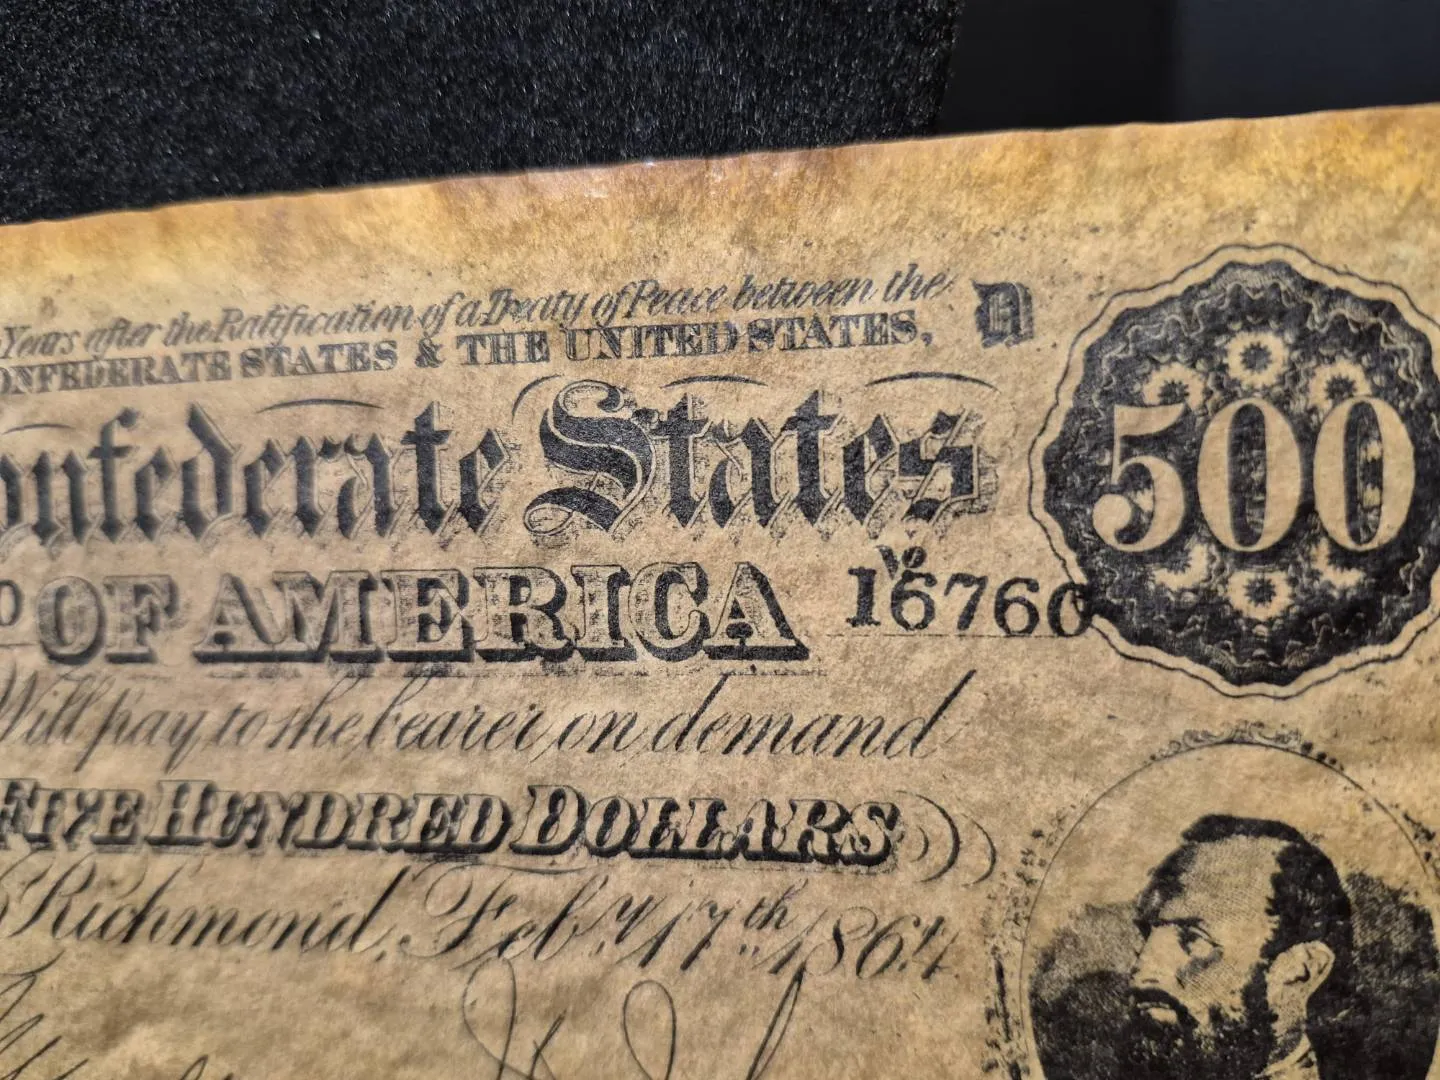 Years after the Ratification of a Treaty of Peace between the
ONFEDERATE STATES & THE UNITED STATES,
D
500
onfederate States
No
OF AMERICA 16760
Will pay to the bearer on demand
FIVE HUNDRED DOLLARS
Richmond, Feby. 17th 1864